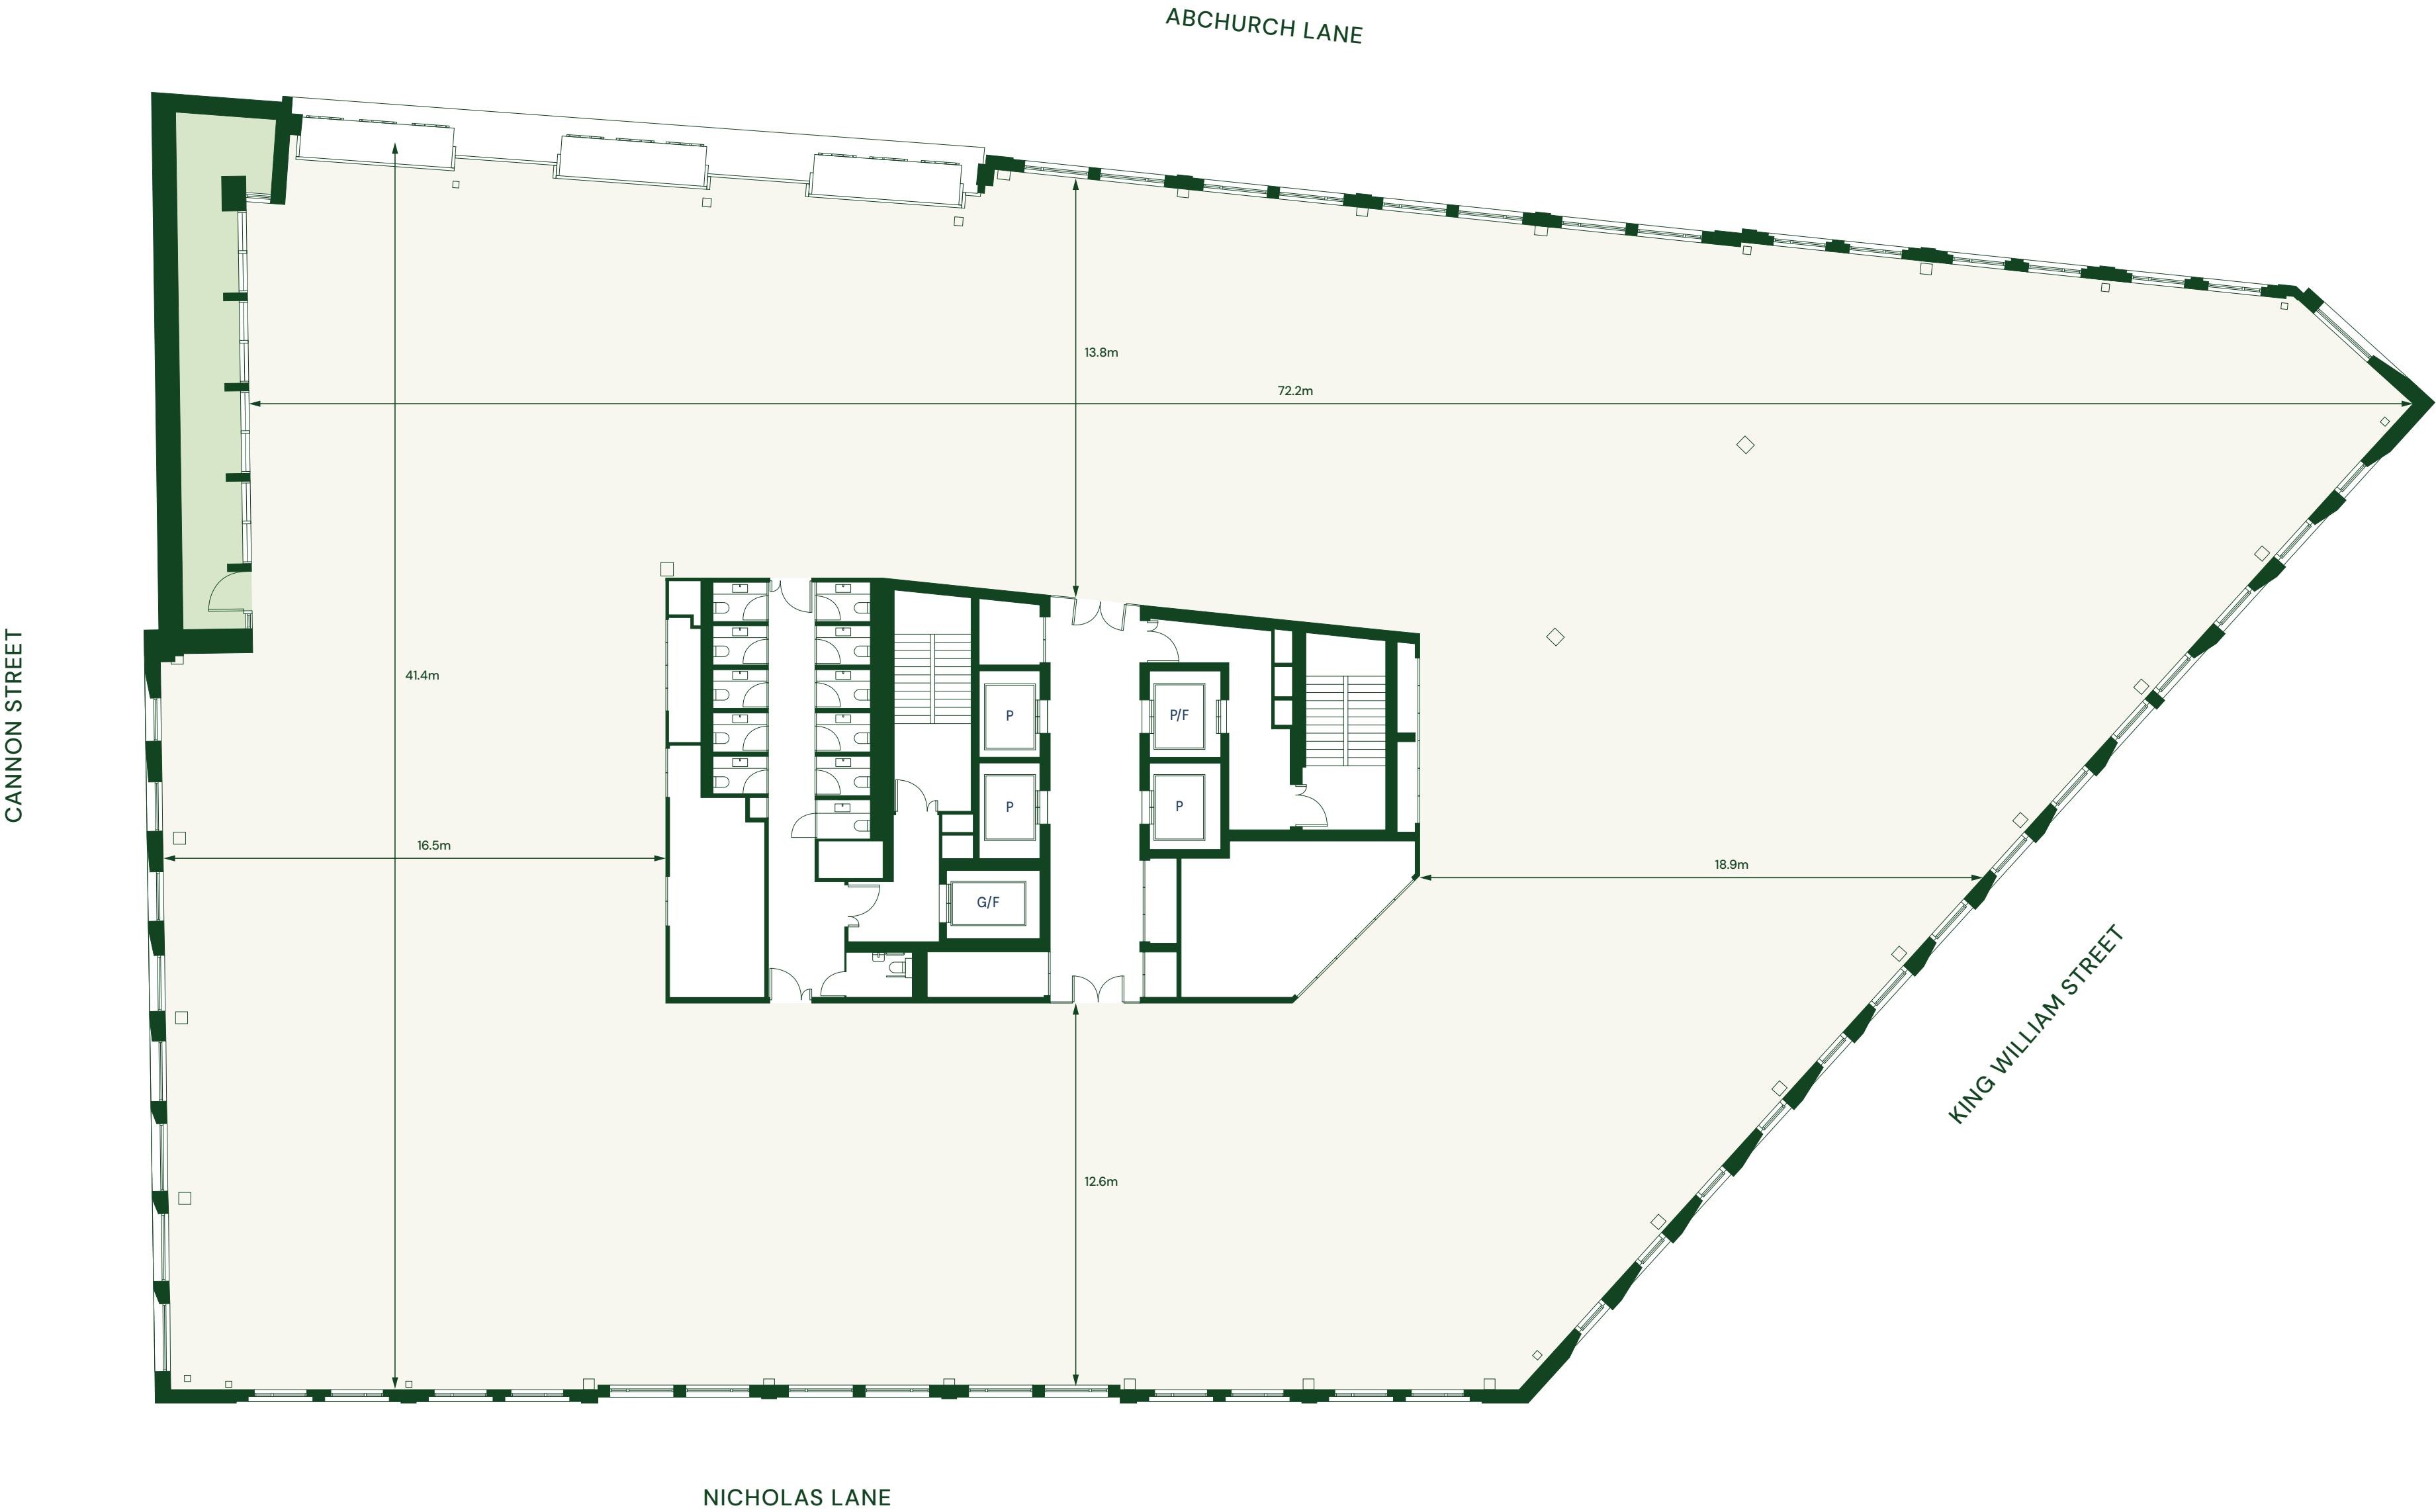 ABCHURCH LANE
13.8m
72.2m
CANNON STREET
41.4m
P
P/F
P
P
16.5m
18.9m
G/F
KING WILLIAM STREET
12.6m
NICHOLAS LANE